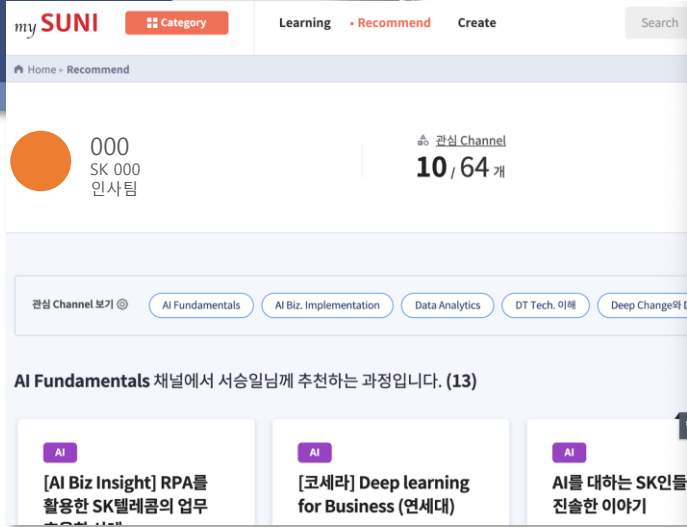 my SUNI
Category
Learning
• Recommend
Create
Search
Home ▸ Recommend
000
SK 000
인사팀
관심 Channel
10 / 64 개
관심 Channel 보기
AI Fundamentals
AI Biz. Implementation
Data Analytics
DT Tech. 이해
Deep Change와
AI Fundamentals 채널에서 서승일님께 추천하는 과정입니다. (13)
AI
[AI Biz Insight] RPA를
활용한 SK텔레콤의 업무
AI
[코세라] Deep learning
for Business (연세대)
AI
AI를 대하는 SK인들
진솔한 이야기